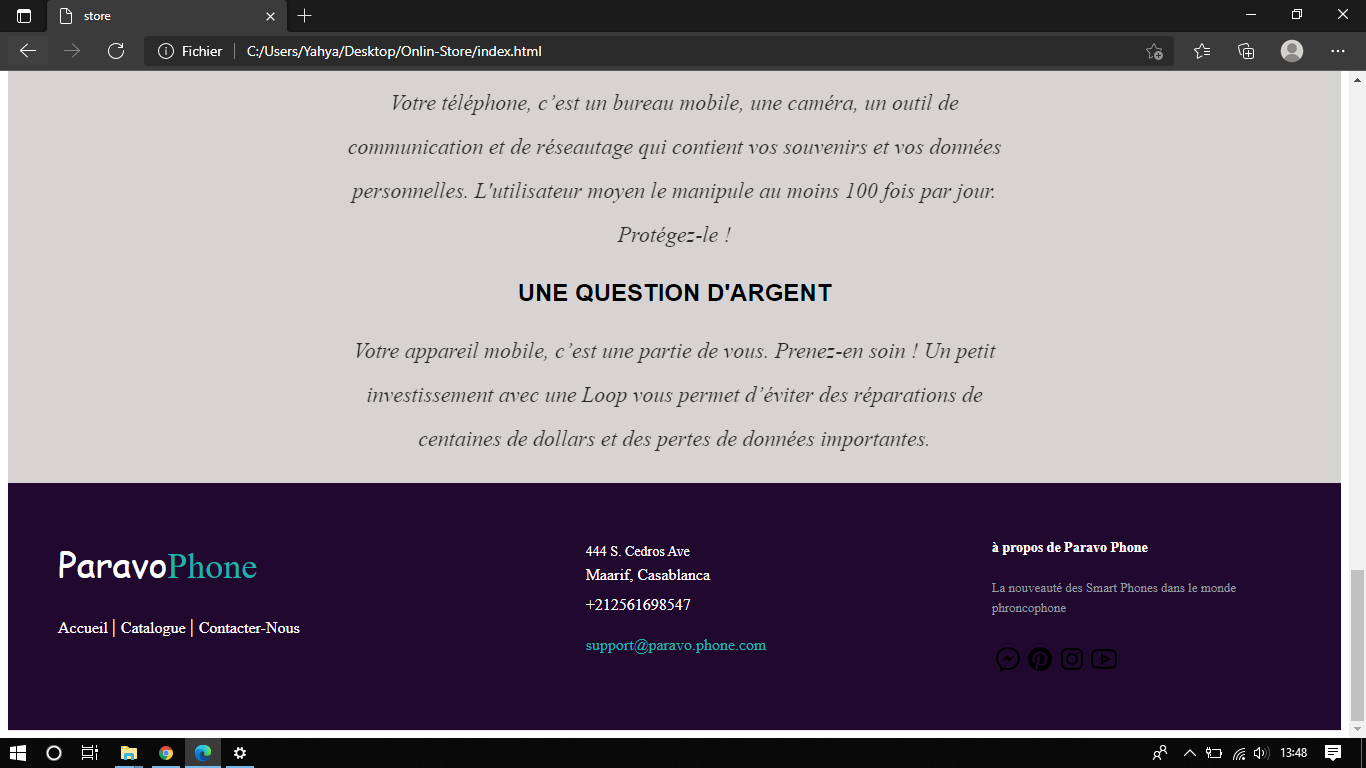 store
Fichier
C:/Users/Yahya/Desktop/Onlin-Store/index.html
Votre téléphone, c’est un bureau mobile, une caméra, un outil de
communication et de réseautage qui contient vos souvenirs et vos données
personnelles. L'utilisateur moyen le manipule au moins 100 fois par jour.
Protégez-le !
UNE QUESTION D'ARGENT
Votre appareil mobile, c’est une partie de vous. Prenez-en soin ! Un petit
investissement avec une Loop vous permet d’éviter des réparations de
centaines de dollars et des pertes de données importantes.
ParavoPhone
Accueil | Catalogue | Contacter-Nous
444 S. Cedros Ave
Maarif, Casablanca
+212561698547
support@paravo.phone.com
à propos de Paravo Phone
La nouveauté des Smart Phones dans le monde
phroncophone
13:48